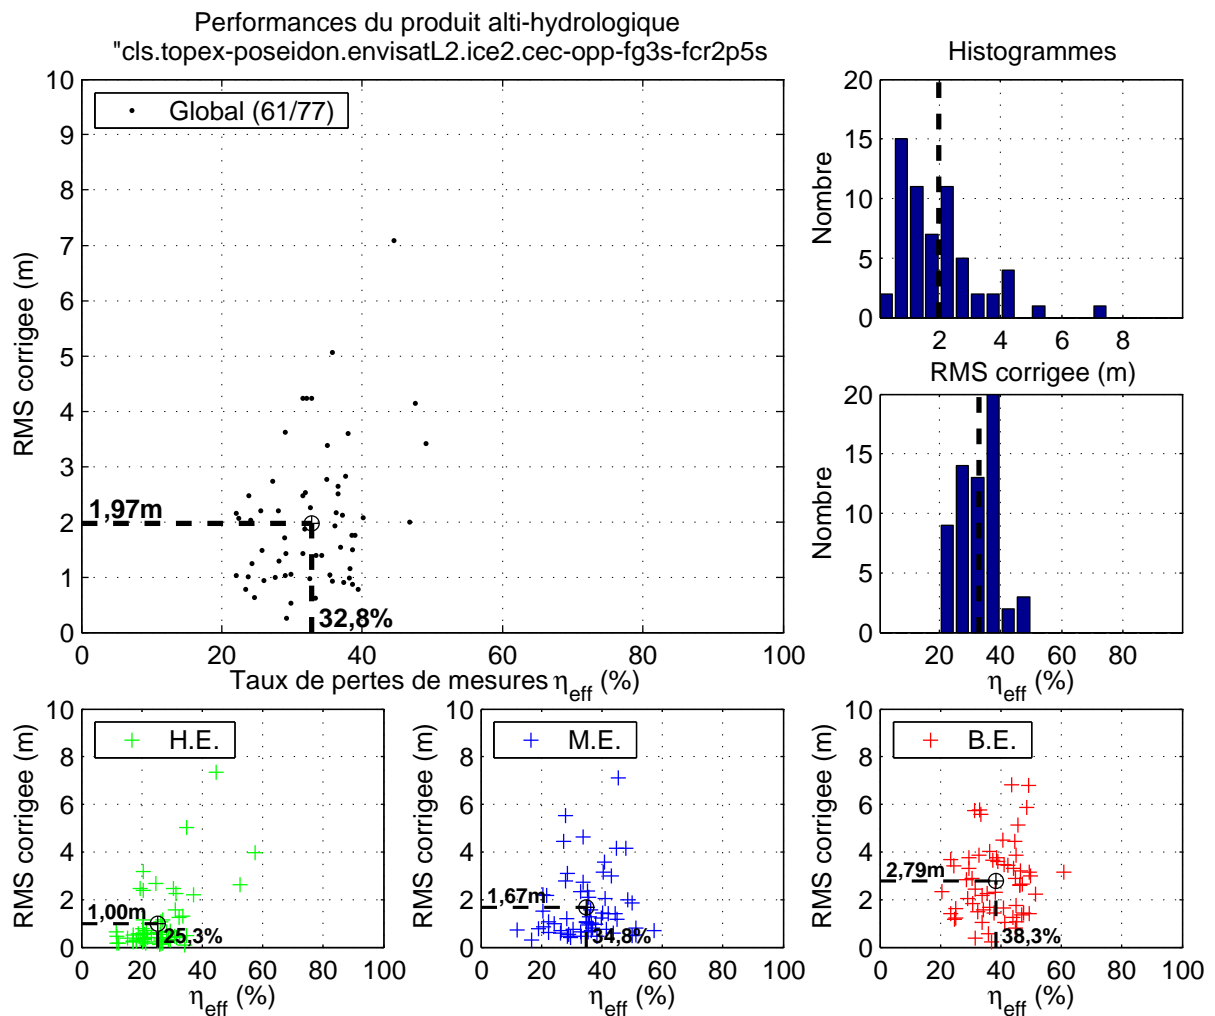 Performances du produit alti-hydrologique
"cls.topex-poseidon.envisatL2.ice2.cec-opp-fg3s-fcr2p5s
Histogrammes
Global (61/77)
RMS corrigee (m)
10
9
8
7
6
5
4
3
2
1
0
1,97m
32,8%
0 20 40 60 80 100
Taux de pertes de mesures ηeff (%)
Nombre
20
15
10
5
0
2 4 6 8
RMS corrigee (m)
Nombre
20
15
10
5
0
20 40 60 80 100
ηeff (%)
H.E.
RMS corrigee (m)
10
8
6
4
2
0
1,00m
25,3%
0 20 40 60 80 100
ηeff (%)
M.E.
RMS corrigee (m)
10
8
6
4
2
0
1,67m
34,8%
0 20 40 60 80 100
ηeff (%)
B.E.
RMS corrigee (m)
10
8
6
4
2
0
2,79m
38,3%
0 20 40 60 80 100
ηeff (%)